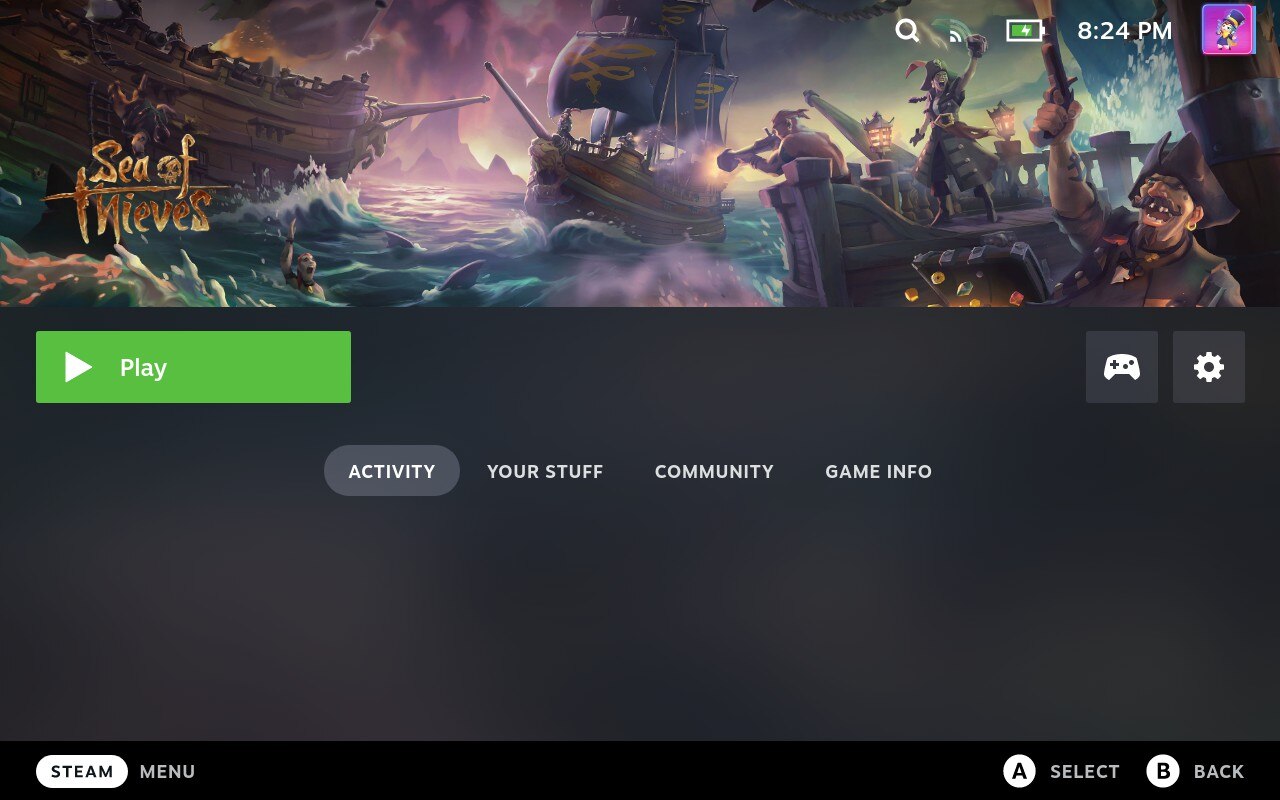 8:24 PM
Sea of
Thieves
Play
ACTIVITY
YOUR STUFF
COMMUNITY
GAME INFO
STEAM MENU
A SELECT B BACK